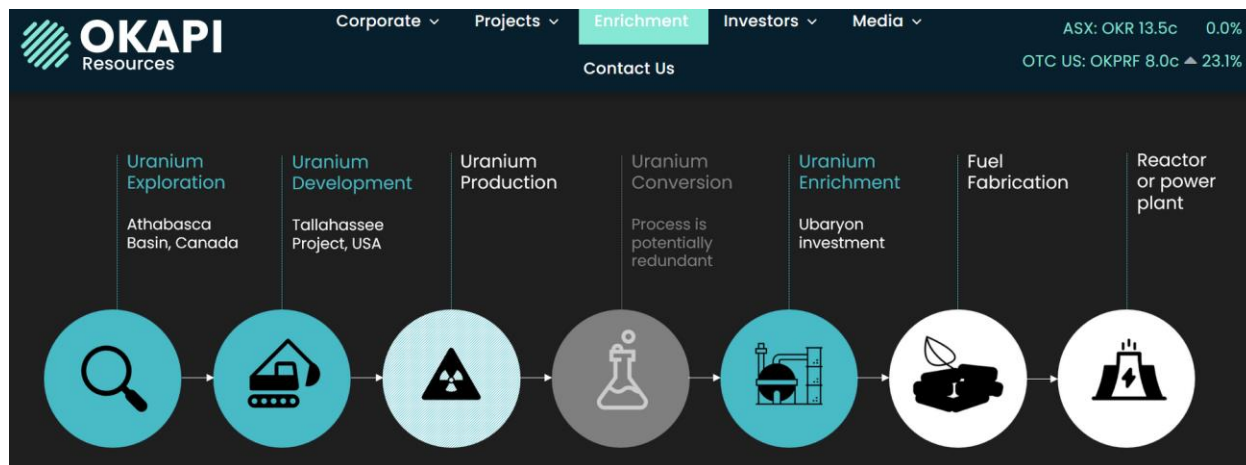 OKAPI
Resources
Corporate
Projects
Enrichment
Investors
Media
Contact Us
ASX: OKR 13.5c 0.0%
OTC US: OKPRF 8.0c 23.1%
Uranium
Exploration
Athabasca
Basin, Canada
Uranium
Development
Tallahassee
Project, USA
Uranium
Production
Uranium
Conversion
Process is
potentially
redundant
Uranium
Enrichment
Ubaryon
investment
Fuel
Fabrication
Reactor
or power
plant